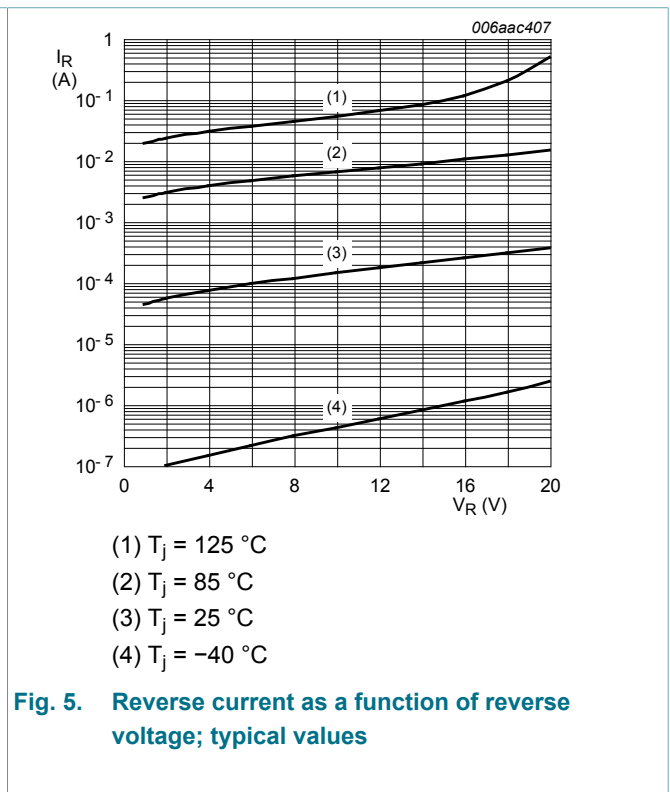 006aac407
I_R
(A)
1
10-1
10-2
10-3
10-4
10-5
10-6
10-7
(1)
(2)
(3)
(4)
0 4 8 12 16 20
V_R (V)
(1) T_j = 125 °C
(2) T_j = 85 °C
(3) T_j = 25 °C
(4) T_j = −40 °C
Fig. 5. Reverse current as a function of reverse
voltage; typical values